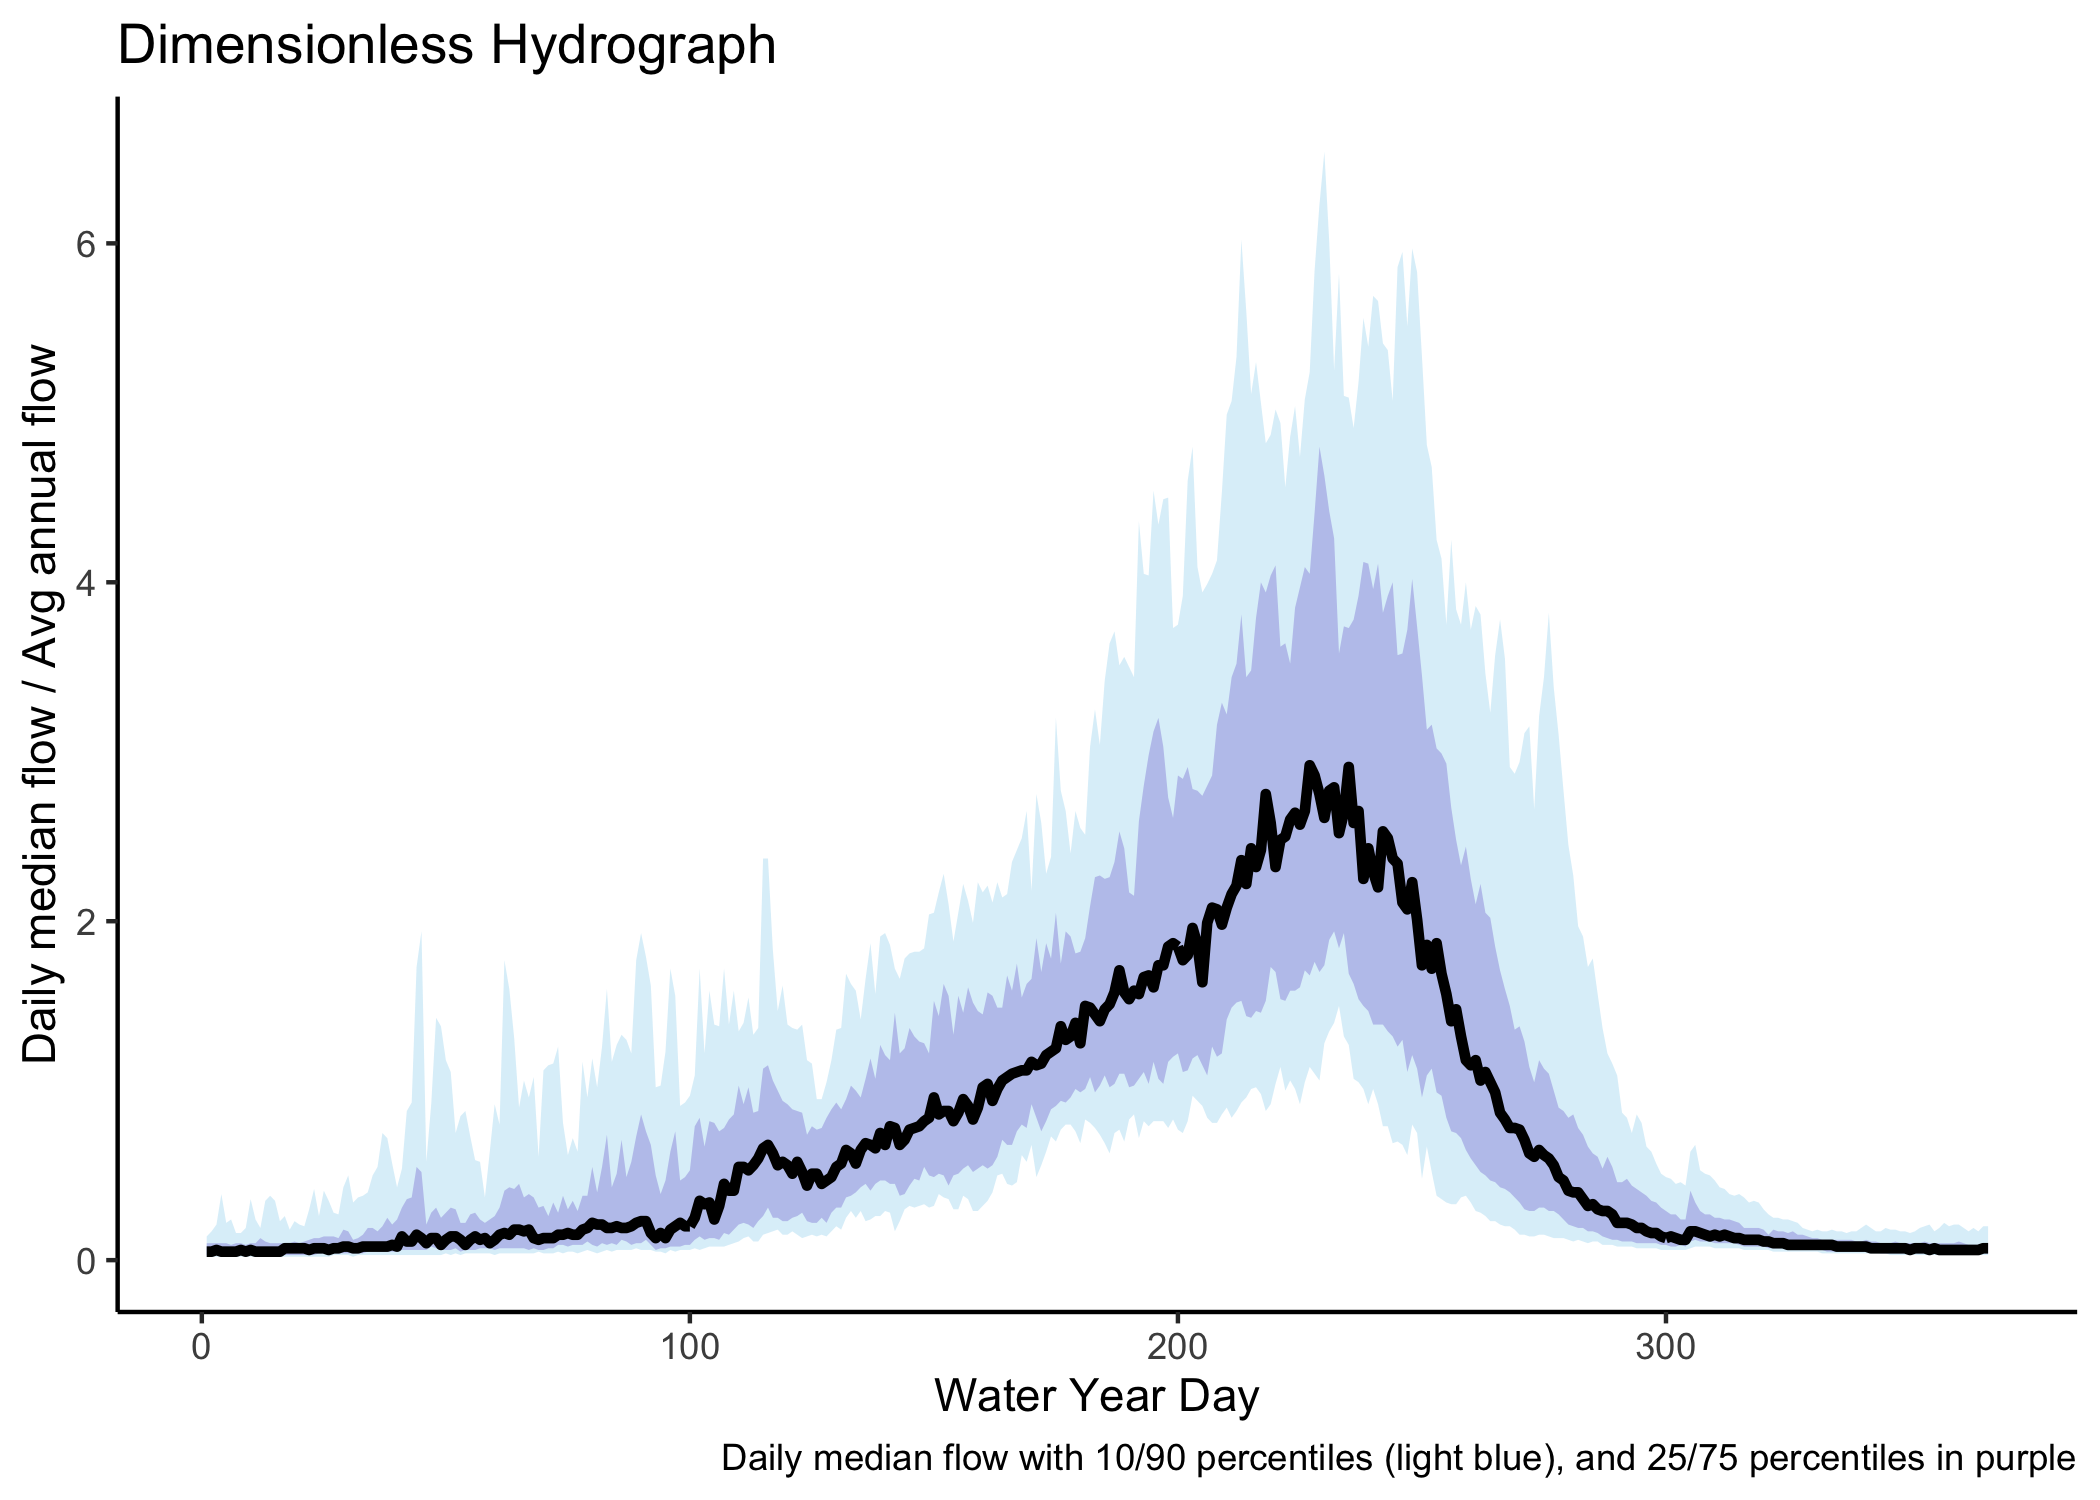 Dimensionless Hydrograph
Daily median flow / Avg annual flow
6
4
2
0
0 100 200 300
Water Year Day
Daily median flow with 10/90 percentiles (light blue), and 25/75 percentiles in purple